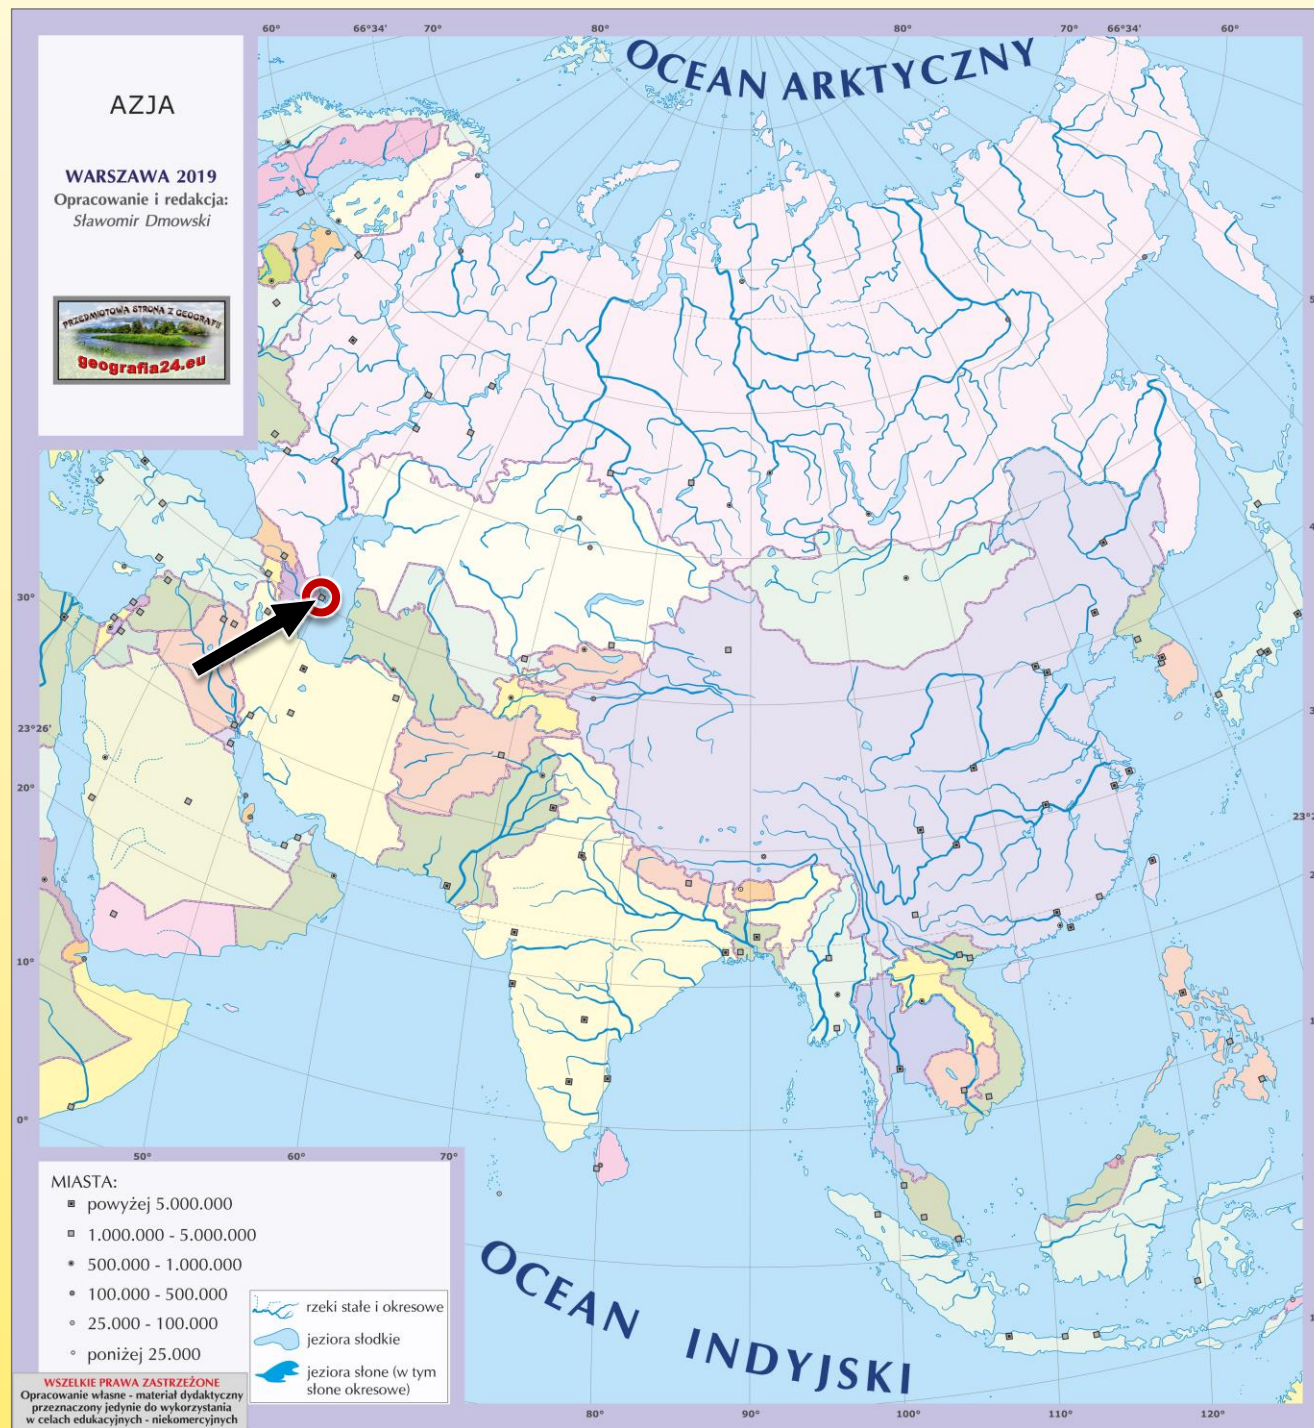 60°
66°34'
70°
80°
80°
70°
66°34'
60°
AZJA
WARSZAWA 2019
Opracowanie i redakcja:
Sławomir Dmowski
PRZEDMIOTOWA STRONA Z GEOGRAFII
geografia24.eu
OCEAN ARKTYCZNY
30°
23°26'
20°
10°
0°
50°
60°
70°
MIASTA:
powyżej 5.000.000
1.000.000 - 5.000.000
500.000 - 1.000.000
100.000 - 500.000
25.000 - 100.000
poniżej 25.000
rzeki stałe i okresowe
jeziora słodkie
jeziora słone (w tym
słone okresowe)
OCEAN INDYJSKI
WSZELKIE PRAWA ZASTRZEŻONE
Opracowanie własne - materiał dydaktyczny
przeznaczony jedynie do wykorzystania
w celach edukacyjnych - niekomercyjnych
80°
90°
100°
110°
120°